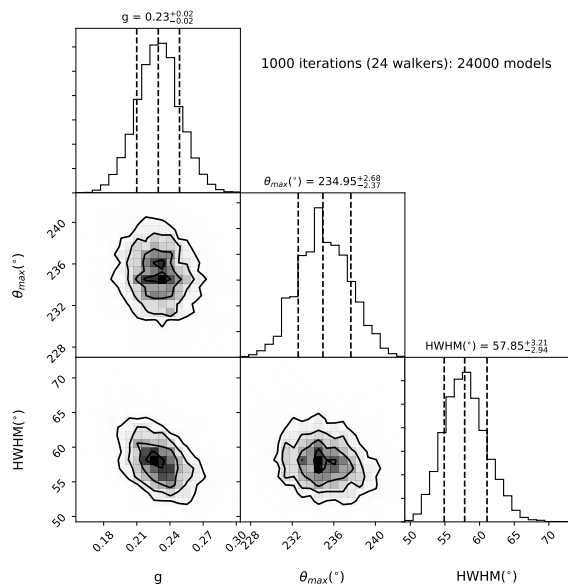 g = 0.23+0.02−0.02
1000 iterations (24 walkers): 24000 models
θmax(°) = 234.95+2.68−2.37
240
236
232
228
θmax(°)
HWHM(°) = 57.85+3.21−2.94
70
65
60
55
50
HWHM(°)
0.18 0.21 0.24 0.27 0.30 228 232 236 240 50 55 60 65 70
g θmax(°) HWHM(°)